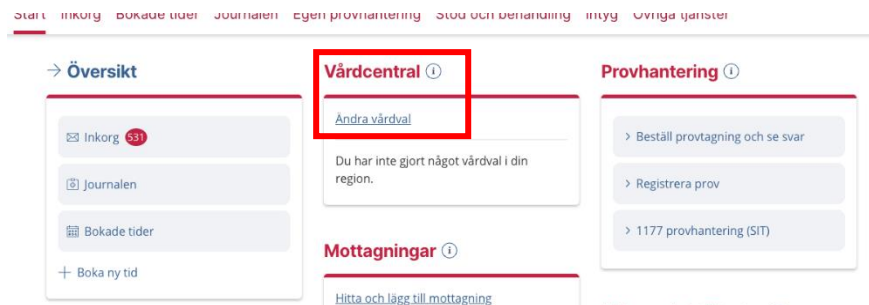 Start Inkorg Bokade tider Journalen Egen provhantering Stöd och behandling Intyg Övriga tjänster
Översikt
Inkorg 531
Journalen
Bokade tider
Boka ny tid
Vårdcentral
Ändra vårdval
Du har inte gjort något vårdval i din
region.
Mottagningar
Hitta och lägg till mottagning
Provhantering
Beställ provtagning och se svar
Registrera prov
1177 provhantering (SIT)